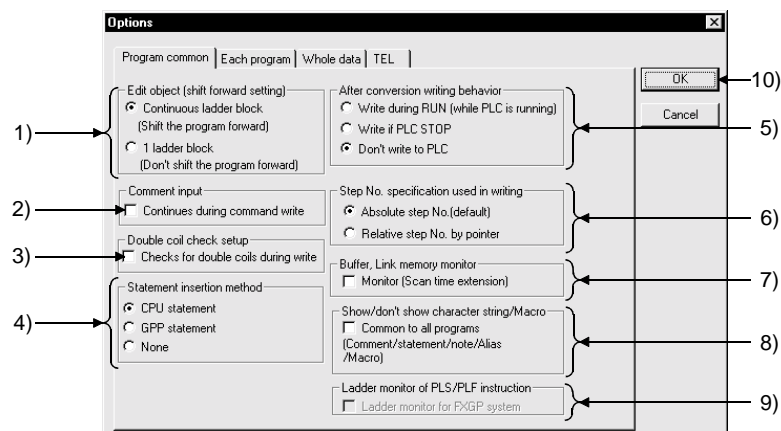 Options
Program common Each program Whole data TEL
OK
10)
Cancel
1)
Edit object (shift forward setting)
Continuous ladder block
(Shift the program forward)
1 ladder block
(Don't shift the program forward)
After conversion writing behavior
Write during RUN (while PLC is running)
Write if PLC STOP
Don't write to PLC
5)
2)
Comment input
Continues during command write
Step No. specification used in writing
Absolute step No.(default)
Relative step No. by pointer
6)
3)
Double coil check setup
Checks for double coils during write
Buffer, Link memory monitor
Monitor (Scan time extension)
7)
4)
Statement insertion method
CPU statement
GPP statement
None
Show/don't show character string/Macro
Common to all programs
(Comment/statement/note/Alias
/Macro)
8)
Ladder monitor of PLS/PLF instruction
Ladder monitor for FXGP system
9)